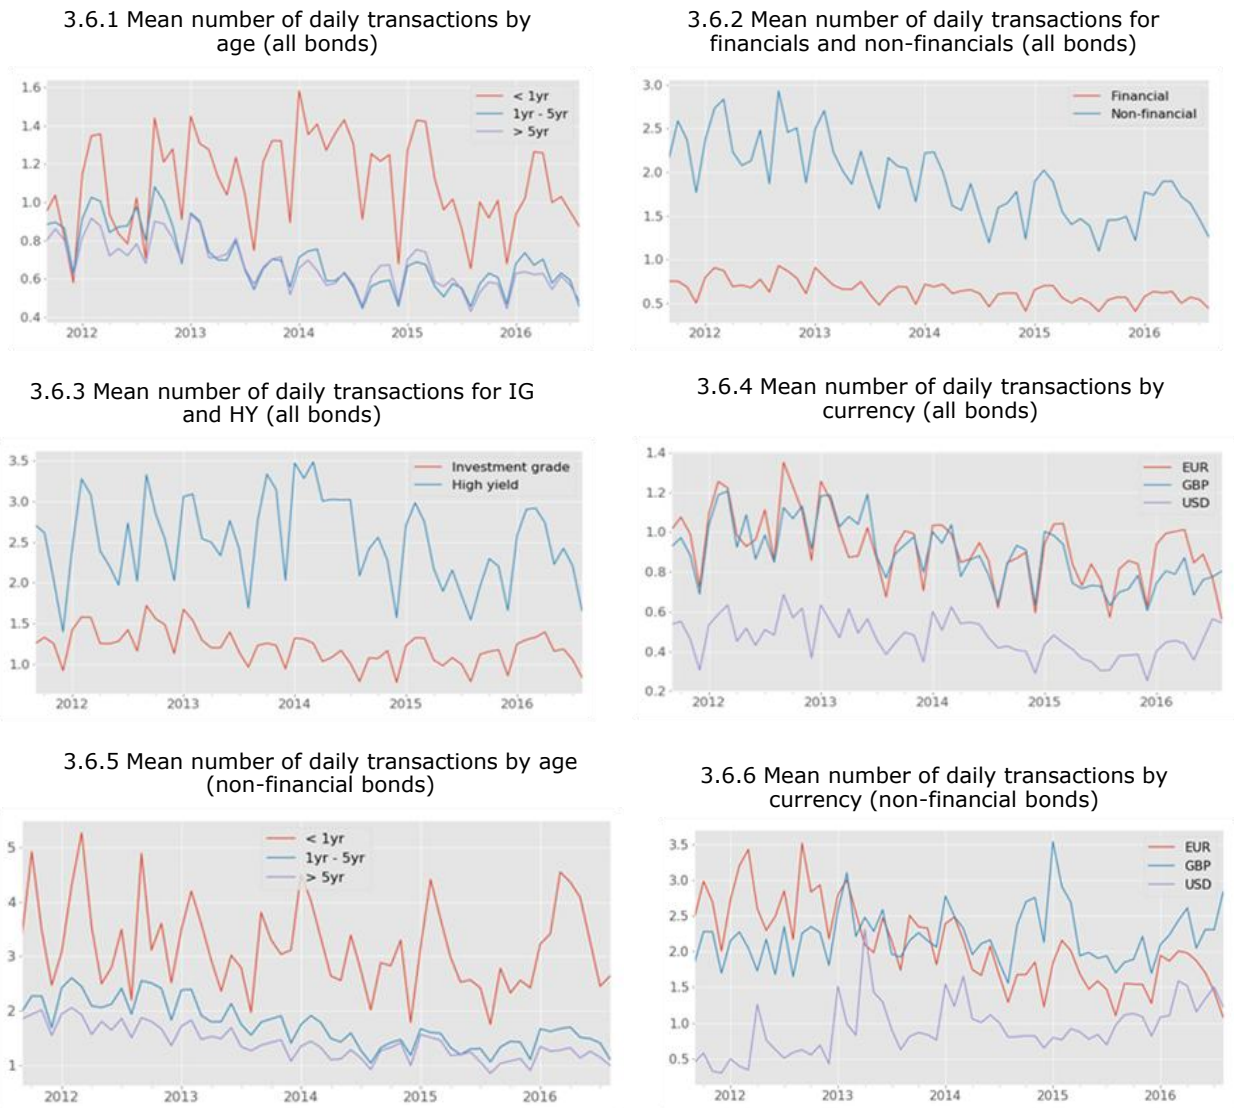 3.6.1 Mean number of daily transactions by
age (all bonds)
1.6
1.4
1.2
1.0
0.8
0.6
0.4
< 1yr
1yr - 5yr
> 5yr
2012 2013 2014 2015 2016
3.6.2 Mean number of daily transactions for
financials and non-financials (all bonds)
3.0
2.5
2.0
1.5
1.0
0.5
Financial
Non-financial
2012 2013 2014 2015 2016
3.6.3 Mean number of daily transactions for IG
and HY (all bonds)
3.5
3.0
2.5
2.0
1.5
1.0
Investment grade
High yield
2012 2013 2014 2015 2016
3.6.4 Mean number of daily transactions by
currency (all bonds)
1.4
1.2
1.0
0.8
0.6
0.4
0.2
EUR
GBP
USD
2012 2013 2014 2015 2016
3.6.5 Mean number of daily transactions by age
(non-financial bonds)
5
4
3
2
1
< 1yr
1yr - 5yr
> 5yr
2012 2013 2014 2015 2016
3.6.6 Mean number of daily transactions by
currency (non-financial bonds)
3.5
3.0
2.5
2.0
1.5
1.0
0.5
EUR
GBP
USD
2012 2013 2014 2015 2016